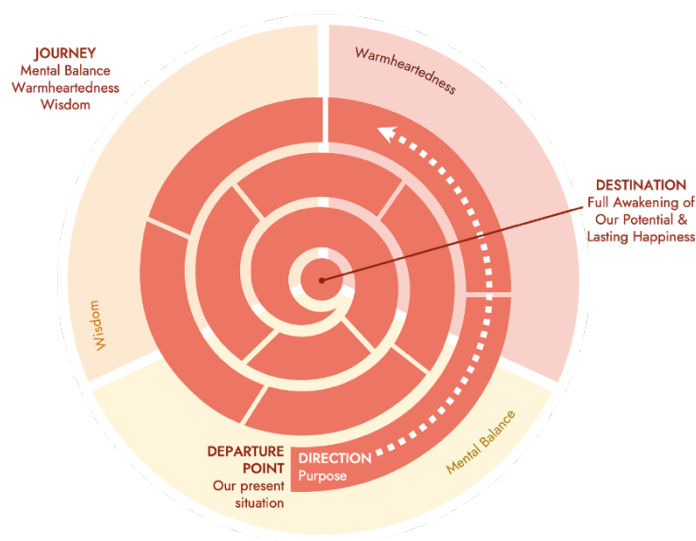 JOURNEY
Mental Balance
Warmheartedness
Wisdom
Warmheartedness
DESTINATION
Full Awakening of
Our Potential &
Lasting Happiness
Wisdom
Mental Balance
DEPARTURE
POINT
Our present
situation
DIRECTION
Purpose